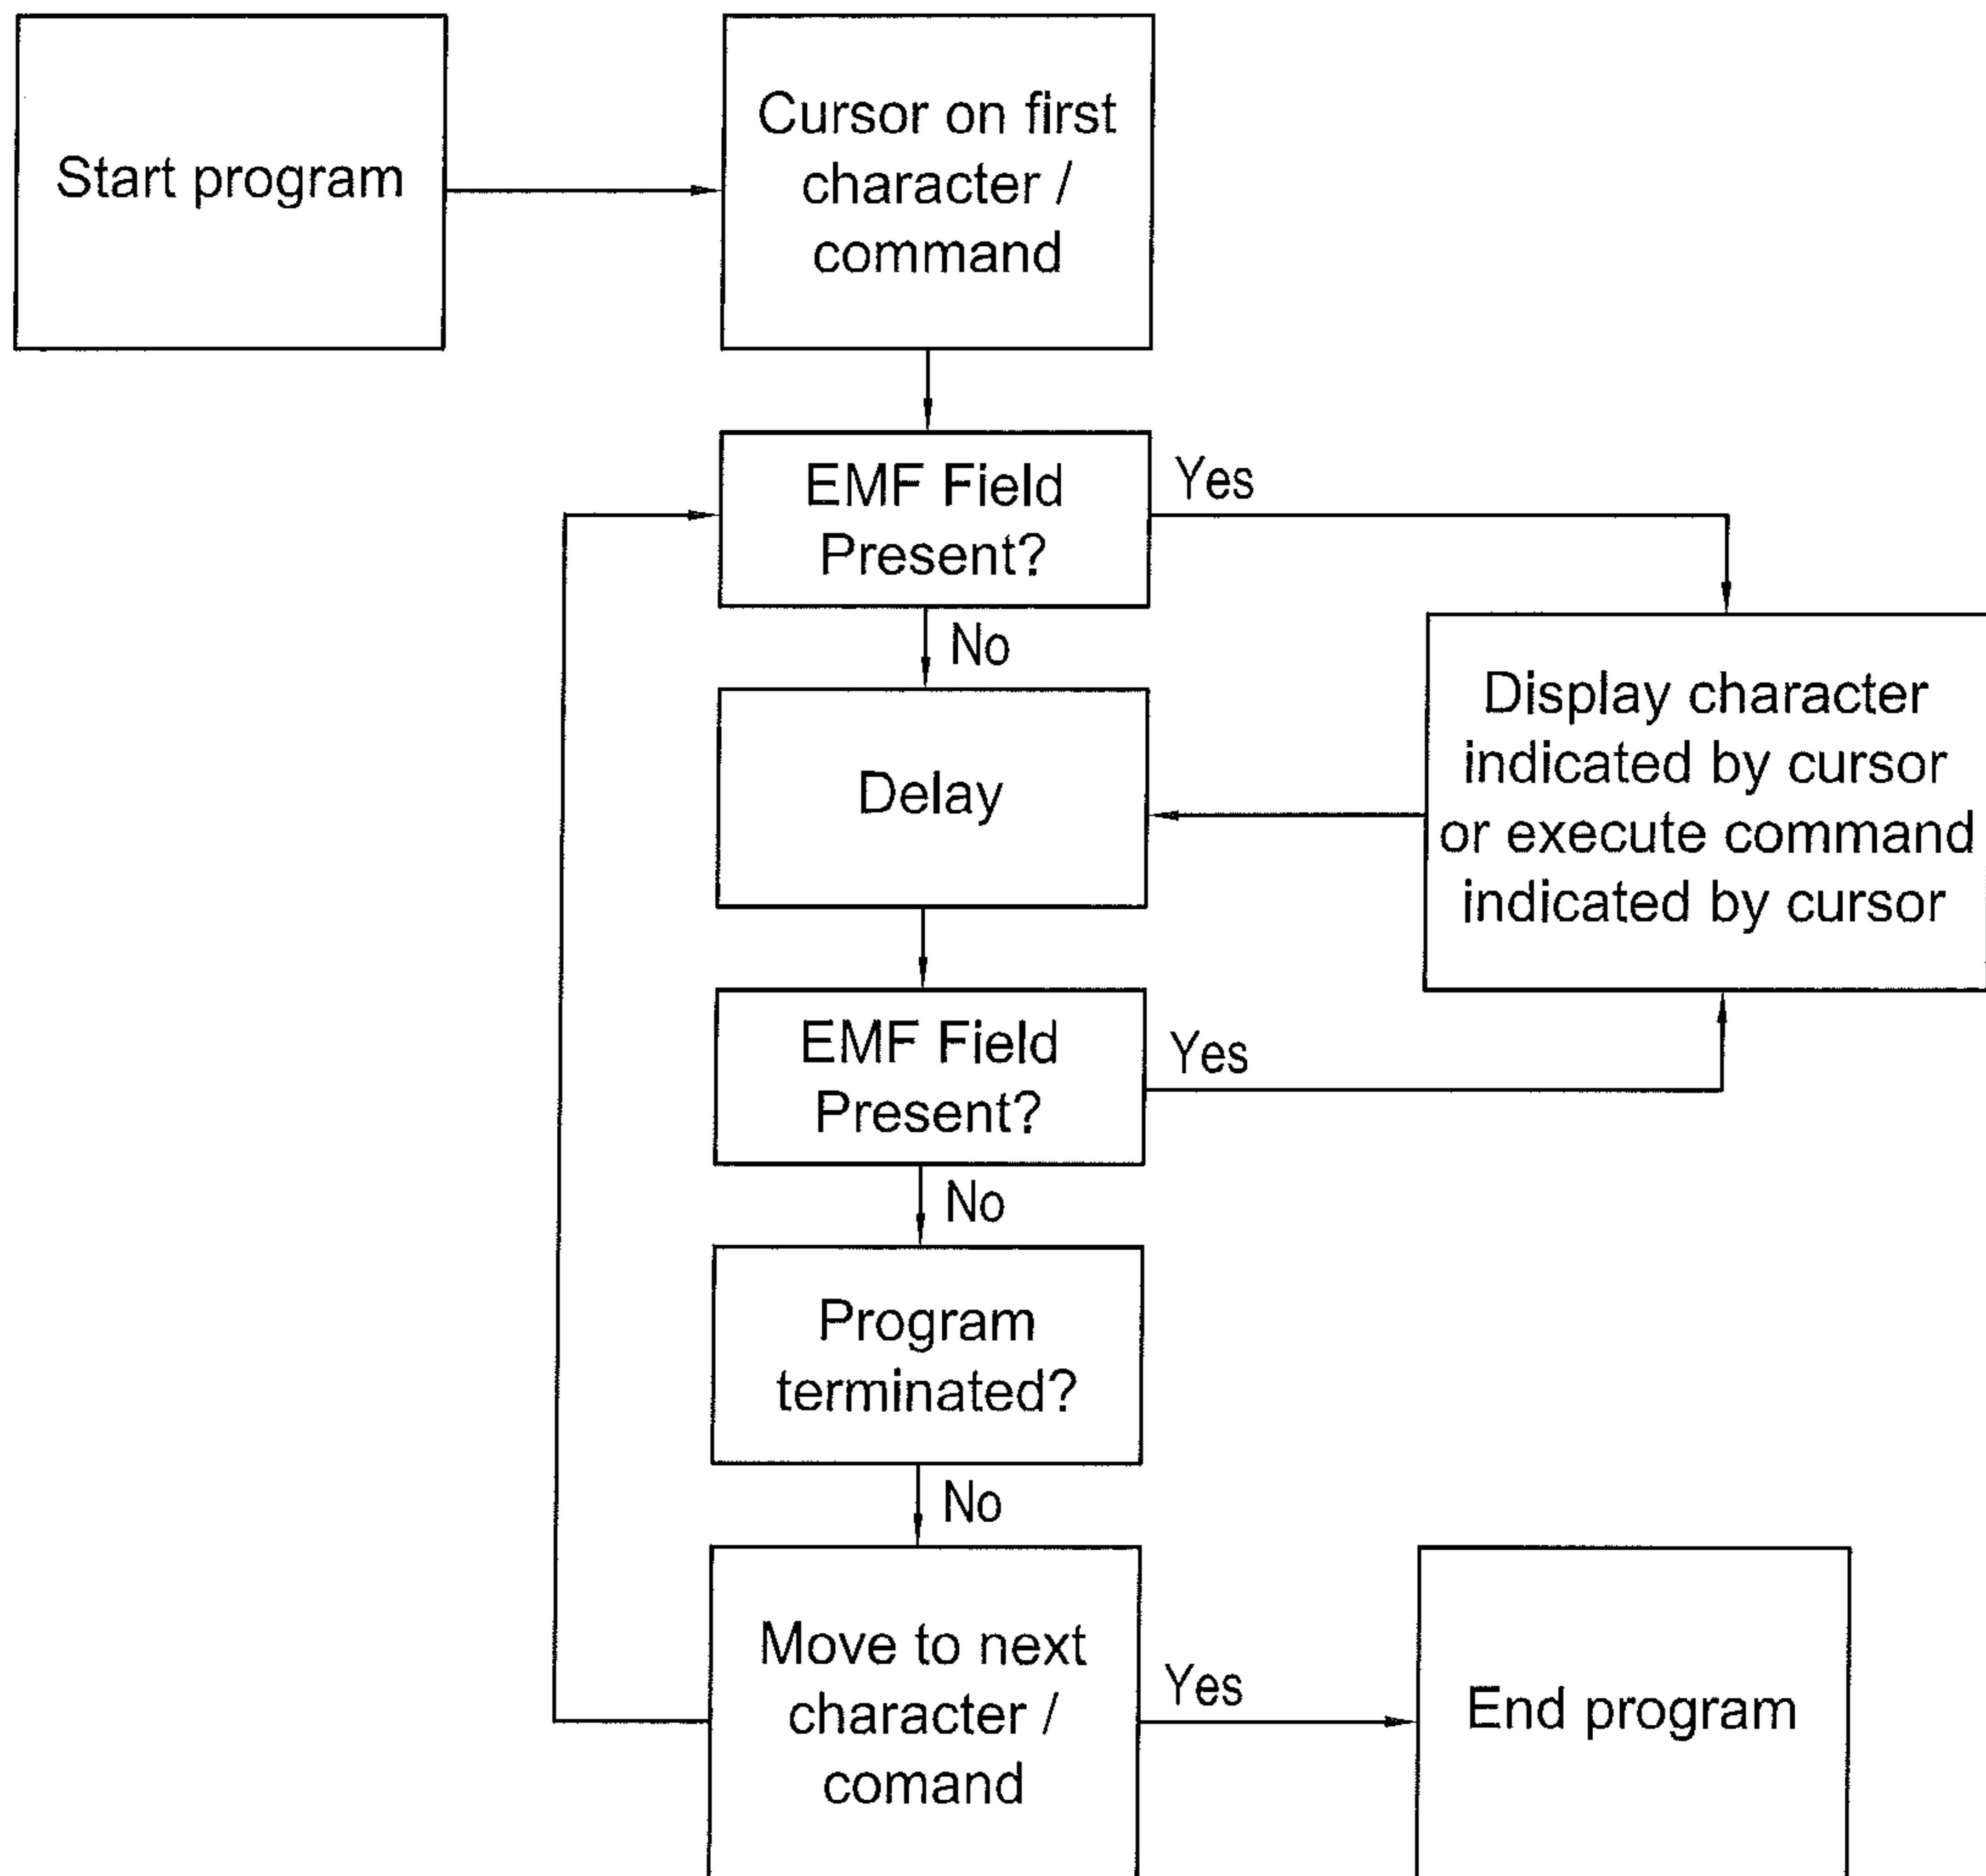 Start program
Cursor on first
character /
command
EMF Field
Present?
Yes
No
Display character
indicated by cursor
or execute command
indicated by cursor
Delay
EMF Field
Present?
Yes
No
Program
terminated?
No
Move to next
character /
comand
Yes
End program